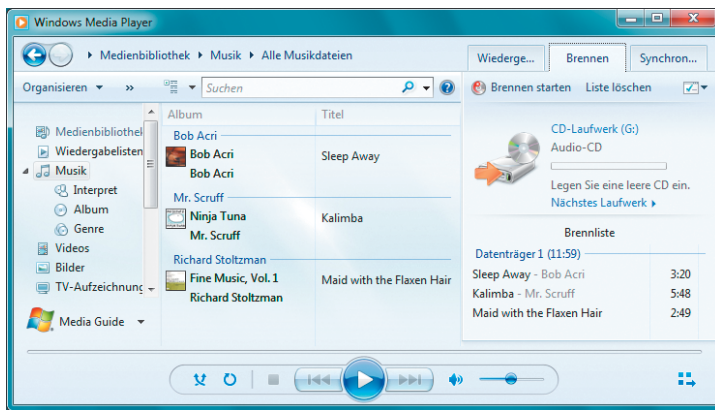 Windows Media Player
Medienbibliothek Musik Alle Musikdateien
Wiederge... Brennen Synchron...
Organisieren Suchen
Brennen starten Liste löschen
Medienbibliothek
Wiedergabelisten
Musik
Interpret
Album
Genre
Videos
Bilder
TV-Aufzeichnung
Media Guide
Album Titel
Bob Acri
Bob Acri Sleep Away
Bob Acri
Mr. Scruff
Ninja Tuna Kalimba
Mr. Scruff
Richard Stoltzman
Fine Music, Vol. 1 Maid with the Flaxen Hair
Richard Stoltzman
CD-Laufwerk (G:)
Audio-CD
Legen Sie eine leere CD ein.
Nächstes Laufwerk
Brennliste
Datenträger 1 (11:59)
Sleep Away - Bob Acri 3:20
Kalimba - Mr. Scruff 5:48
Maid with the Flaxen Hair 2:49